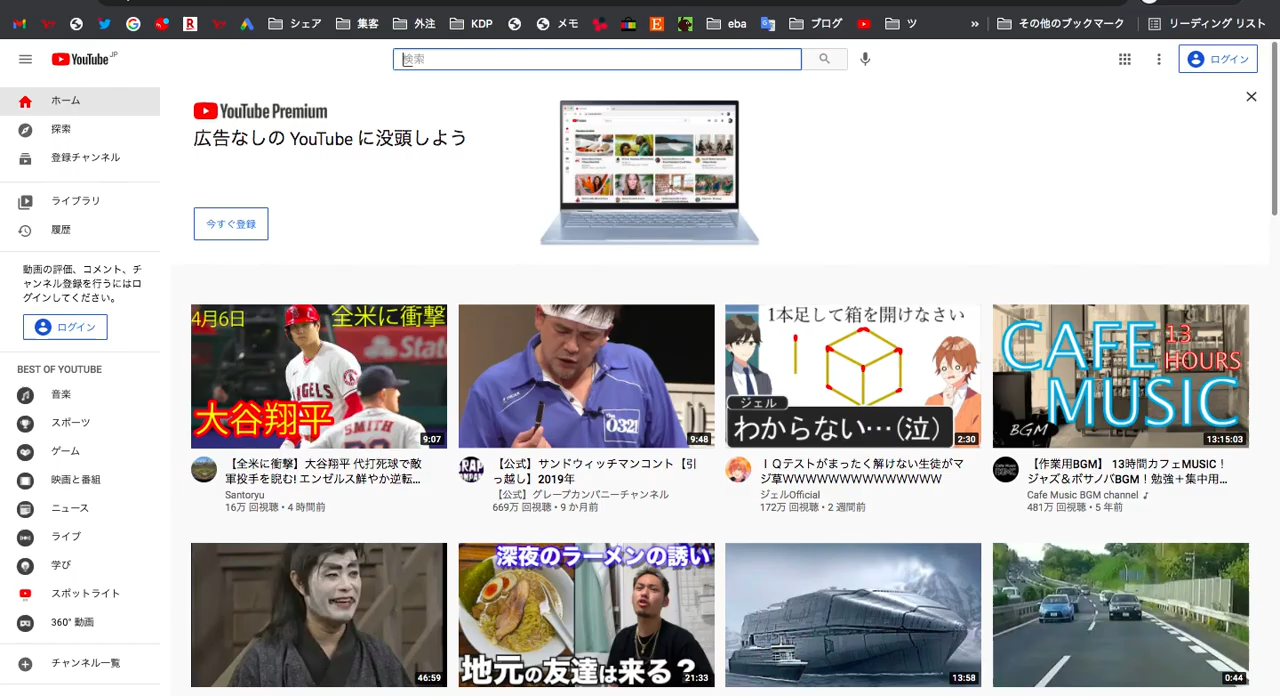 シェア
集客
外注
KDP
メモ
eba
ブログ
ツ
»
その他のブックマーク
リーディング リスト
YouTube JP
検索
ログイン
ホーム
探索
登録チャンネル
ライブラリ
履歴
動画の評価、コメント、チ
ャンネル登録を行うにはロ
グインしてください。
ログイン
BEST OF YOUTUBE
音楽
スポーツ
ゲーム
映画と番組
ニュース
ライブ
学び
スポットライト
360° 動画
チャンネル一覧
YouTube Premium
広告なしの YouTube に没頭しよう
今すぐ登録
4月6日
全米に衝撃
State
ANGELS
SMITH
大谷翔平
9:07
【全米に衝撃】大谷翔平 代打死球で敵
軍投手を睨む! エンゼルス鮮やか逆転...
Santoryu
16万 回視聴・4 時間前
The
032!
9:48
【公式】サンドウィッチマンコント【引
っ越し】2019年
【公式】グレープカンパニーチャンネル
669万 回視聴・9 か月前
1本足して箱を開けなさい
ジェル
わからない…(泣)
2:30
ＩＱテストがまったく解けない生徒がマ
ジ草WWWWWWWWWWWWWW
ジェルOfficial
172万 回視聴・2 週間前
CAFE
13
HOURS
MUSIC
BGM
13:15:03
【作業用BGM】 13時間カフェMUSIC！
ジャズ＆ボサノバBGM！勉強＋集中用...
Cafe Music BGM channel ♪
481万 回視聴・5 年前
46:59
深夜のラーメンの誘い
地元の友達は来る？
21:33
13:58
0:44